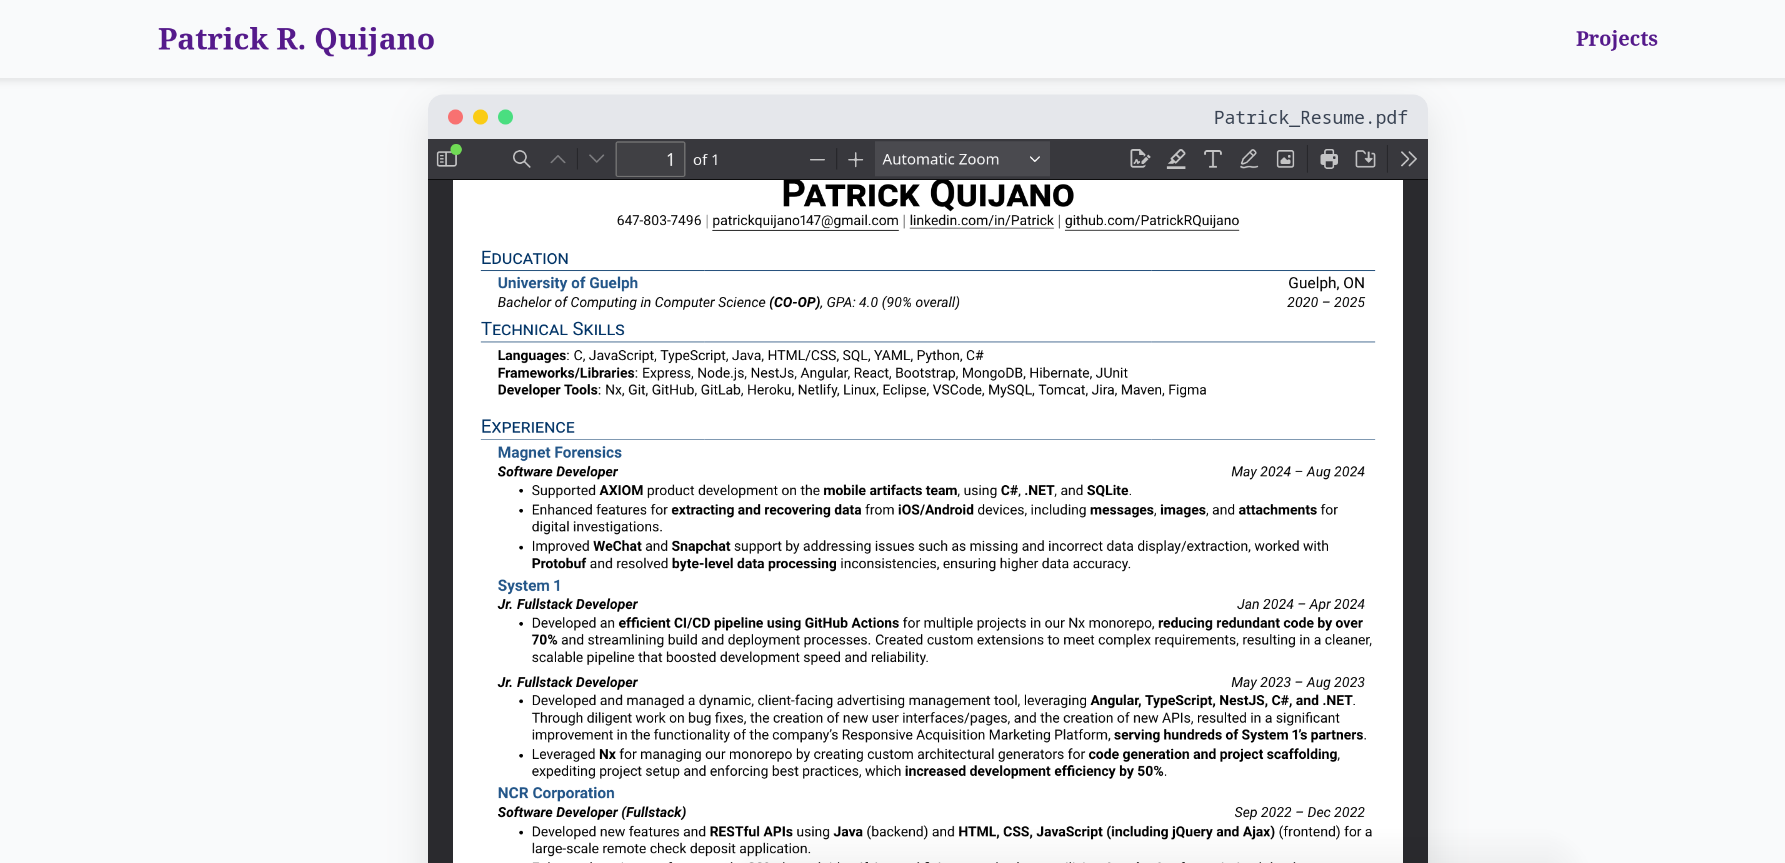 Patrick R. Quijano
Projects
Patrick_Resume.pdf
1 of 1
Automatic Zoom
PATRICK QUIJANO
647-803-7496 | patrickquijano147@gmail.com | linkedin.com/in/Patrick | github.com/PatrickRQuijano
EDUCATION
University of Guelph Guelph, ON
Bachelor of Computing in Computer Science (CO-OP), GPA: 4.0 (90% overall) 2020 – 2025
TECHNICAL SKILLS
Languages: C, JavaScript, TypeScript, Java, HTML/CSS, SQL, YAML, Python, C#
Frameworks/Libraries: Express, Node.js, NestJs, Angular, React, Bootstrap, MongoDB, Hibernate, JUnit
Developer Tools: Nx, Git, GitHub, GitLab, Heroku, Netlify, Linux, Eclipse, VSCode, MySQL, Tomcat, Jira, Maven, Figma
EXPERIENCE
Magnet Forensics
Software Developer May 2024 – Aug 2024
• Supported AXIOM product development on the mobile artifacts team, using C#, .NET, and SQLite.
• Enhanced features for extracting and recovering data from iOS/Android devices, including messages, images, and attachments for
digital investigations.
• Improved WeChat and Snapchat support by addressing issues such as missing and incorrect data display/extraction, worked with
Protobuf and resolved byte-level data processing inconsistencies, ensuring higher data accuracy.
System 1
Jr. Fullstack Developer Jan 2024 – Apr 2024
• Developed an efficient CI/CD pipeline using GitHub Actions for multiple projects in our Nx monorepo, reducing redundant code by over
70% and streamlining build and deployment processes. Created custom extensions to meet complex requirements, resulting in a cleaner,
scalable pipeline that boosted development speed and reliability.
Jr. Fullstack Developer May 2023 – Aug 2023
• Developed and managed a dynamic, client-facing advertising management tool, leveraging Angular, TypeScript, NestJS, C#, and .NET.
Through diligent work on bug fixes, the creation of new user interfaces/pages, and the creation of new APIs, resulted in a significant
improvement in the functionality of the company's Responsive Acquisition Marketing Platform, serving hundreds of System 1's partners.
• Leveraged Nx for managing our monorepo by creating custom architectural generators for code generation and project scaffolding,
expediting project setup and enforcing best practices, which increased development efficiency by 50%.
NCR Corporation
Software Developer (Fullstack) Sep 2022 – Dec 2022
• Developed new features and RESTful APIs using Java (backend) and HTML, CSS, JavaScript (including jQuery and Ajax) (frontend) for a
large-scale remote check deposit application.